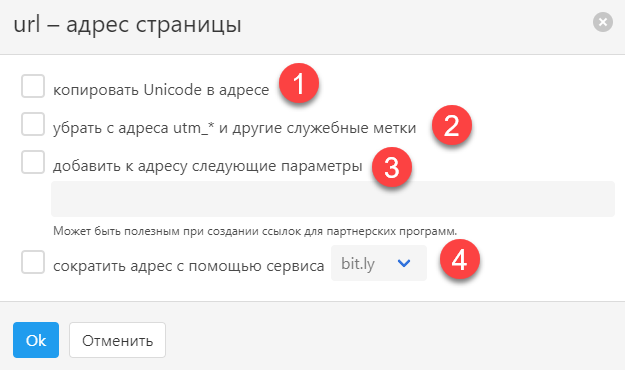 url – адрес страницы
копировать Unicode в адресе 1
убрать с адреса utm_* и другие служебные метки 2
добавить к адресу следующие параметры 3
Может быть полезным при создании ссылок для партнерских программ.
сократить адрес с помощью сервиса bit.ly 4
Ok Отменить